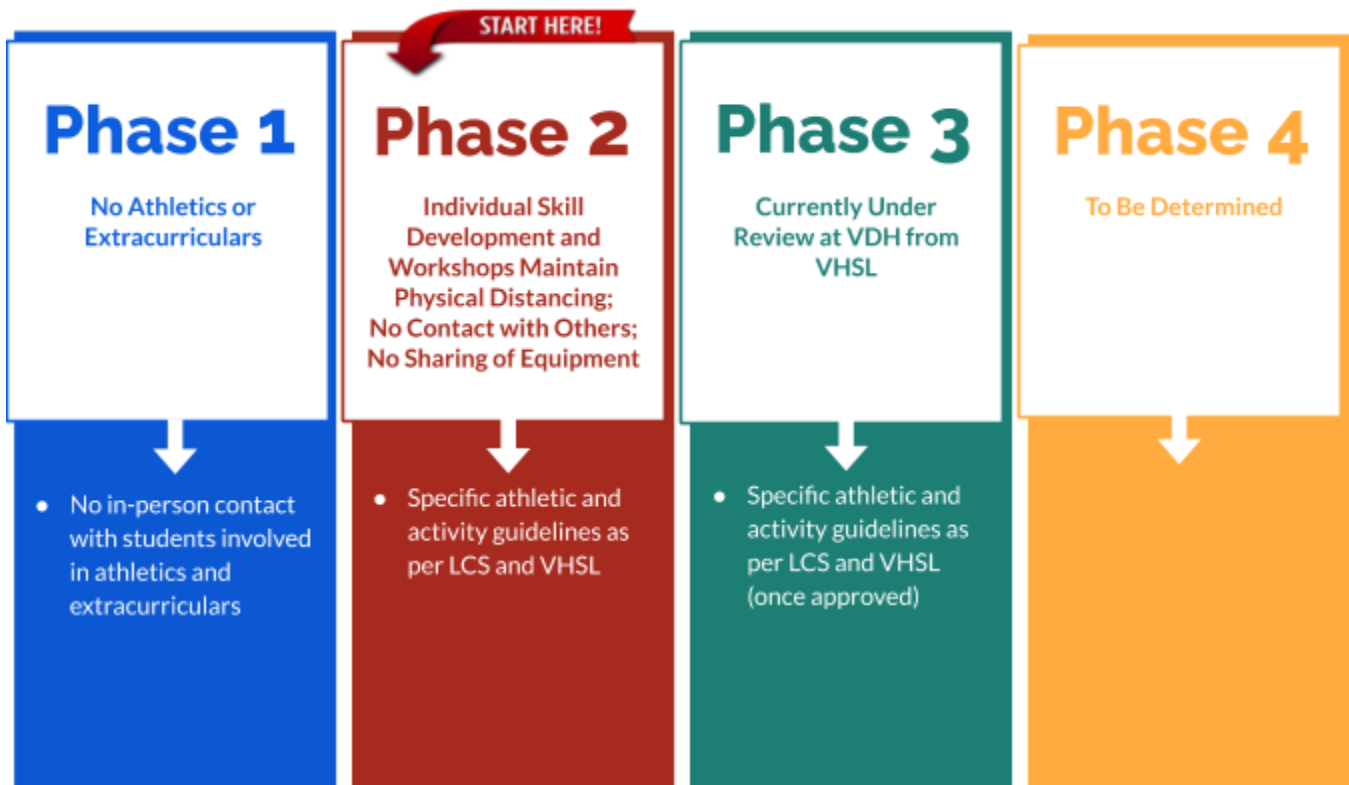 START HERE!
Phase 1
No Athletics or
Extracurriculars
● No in-person contact
with students involved
in athletics and
extracurriculars
Phase 2
Individual Skill
Development and
Workshops Maintain
Physical Distancing;
No Contact with Others;
No Sharing of Equipment
● Specific athletic and
activity guidelines as
per LCS and VHSL
Phase 3
Currently Under
Review at VDH from
VHSL
● Specific athletic and
activity guidelines as
per LCS and VHSL
(once approved)
Phase 4
To Be Determined